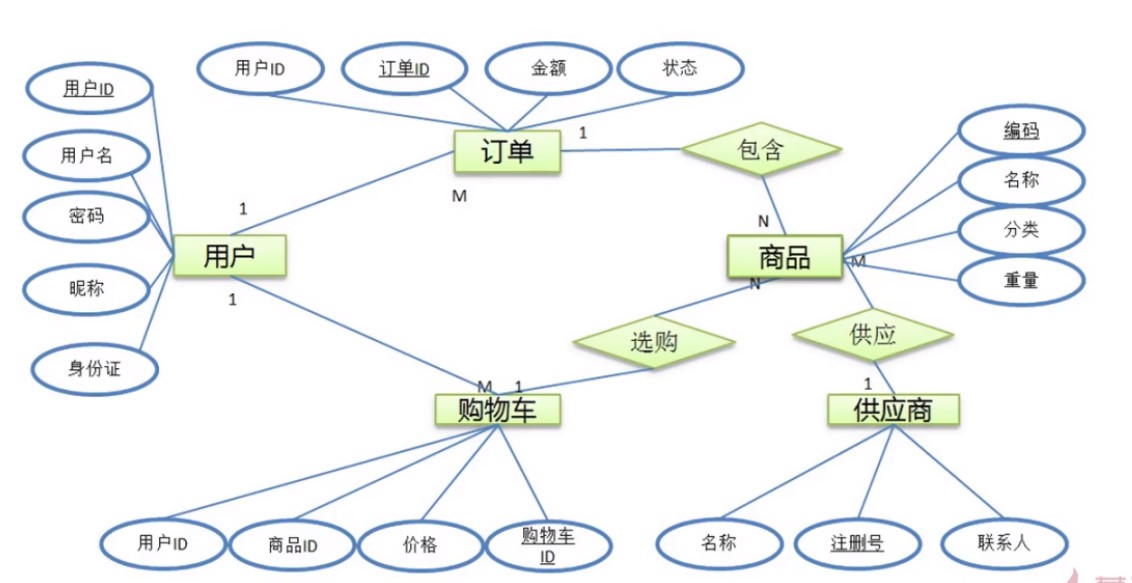 用户ID
订单ID
金额
状态
用户ID
用户名
密码
昵称
身份证
订单
1
包含
编码
名称
分类
重量
1
M
N
用户
商品
M
1
N
选购
供应
M
1
1
购物车
供应商
用户ID
商品ID
价格
购物车
ID
名称
注册号
联系人